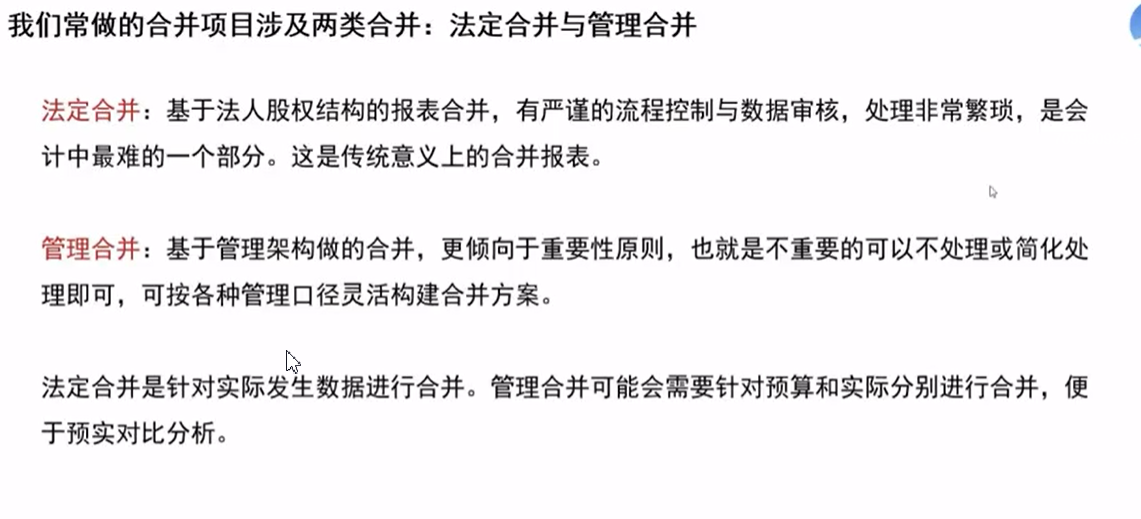 我们常做的合并项目涉及两类合并：法定合并与管理合并
法定合并：基于法人股权结构的报表合并，有严谨的流程控制与数据审核，处理非常繁琐，是会
计中最难的一个部分。这是传统意义上的合并报表。
管理合并：基于管理架构做的合并，更倾向于重要性原则，也就是不重要的可以不处理或简化处
理即可，可按各种管理口径灵活构建合并方案。
法定合并是针对实际发生数据进行合并。管理合并可能会需要针对预算和实际分别进行合并，便
于预实对比分析。